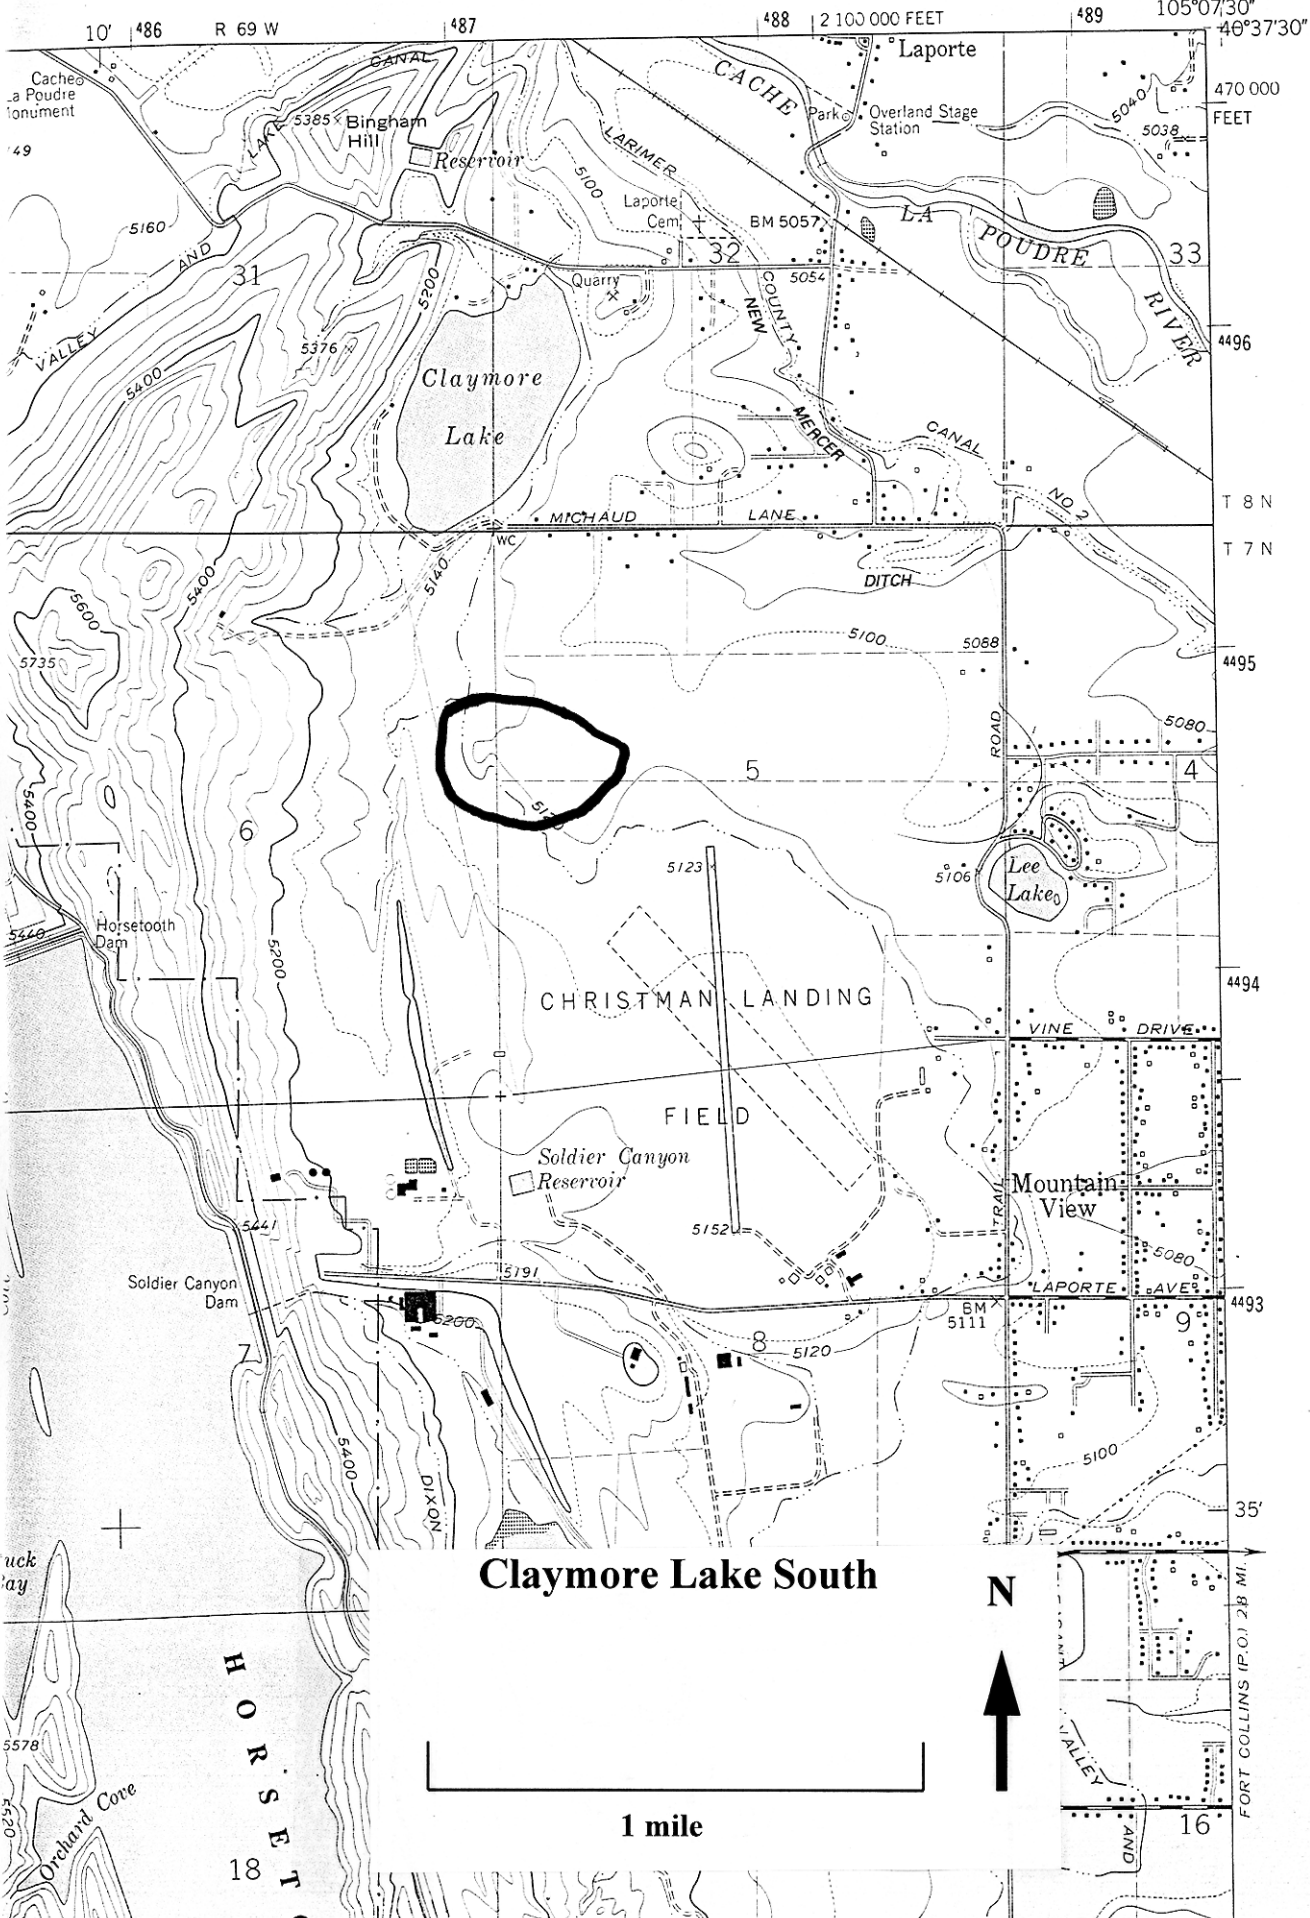 105°07'30"
10' 486 R 69 W 487 488 2 100 000 FEET 489 40°37'30"
Laporte
CANAL
CACHE
Cache
La Poudre
Monument
470 000
FEET
5040
5385 Bingham
Hill
LAKE
Park
Overland Stage
Station
5038
LARIMER
149
Reservoir
5100
Laporte
Cem
BM 5057
LA
POUDRE
RIVER
5160
AND
31
32
33
5200
Quarry
5054
COUNTY
NEW
VALLEY
5376
4496
5400
Claymore
Lake
MERCER
CANAL
NO 2
T 8 N
MICHAUD LANE
WC
T 7 N
5140
DITCH
5400
5600
5100
5088
5735
4495
ROAD
5080
5
4
5400
6
5120
5123
5106
Lee
Lake
5440
Horsetooth
Dam
5200
4494
CHRISTMAN LANDING
FIELD
VINE DRIVE
Soldier Canyon
Reservoir
TRAIL
Mountain
View
5441
5152
5080
Soldier Canyon
Dam
5191
LAPORTE AVE
BM
5111
4493
5200
7
8
9
5120
5400
DIXON
5100
35'
Claymore Lake South
N
FORT COLLINS (P.O.) 2.8 MI.
HORSET
5578
5520
Orchard Cove
VALLEY
AND
1 mile
16
18